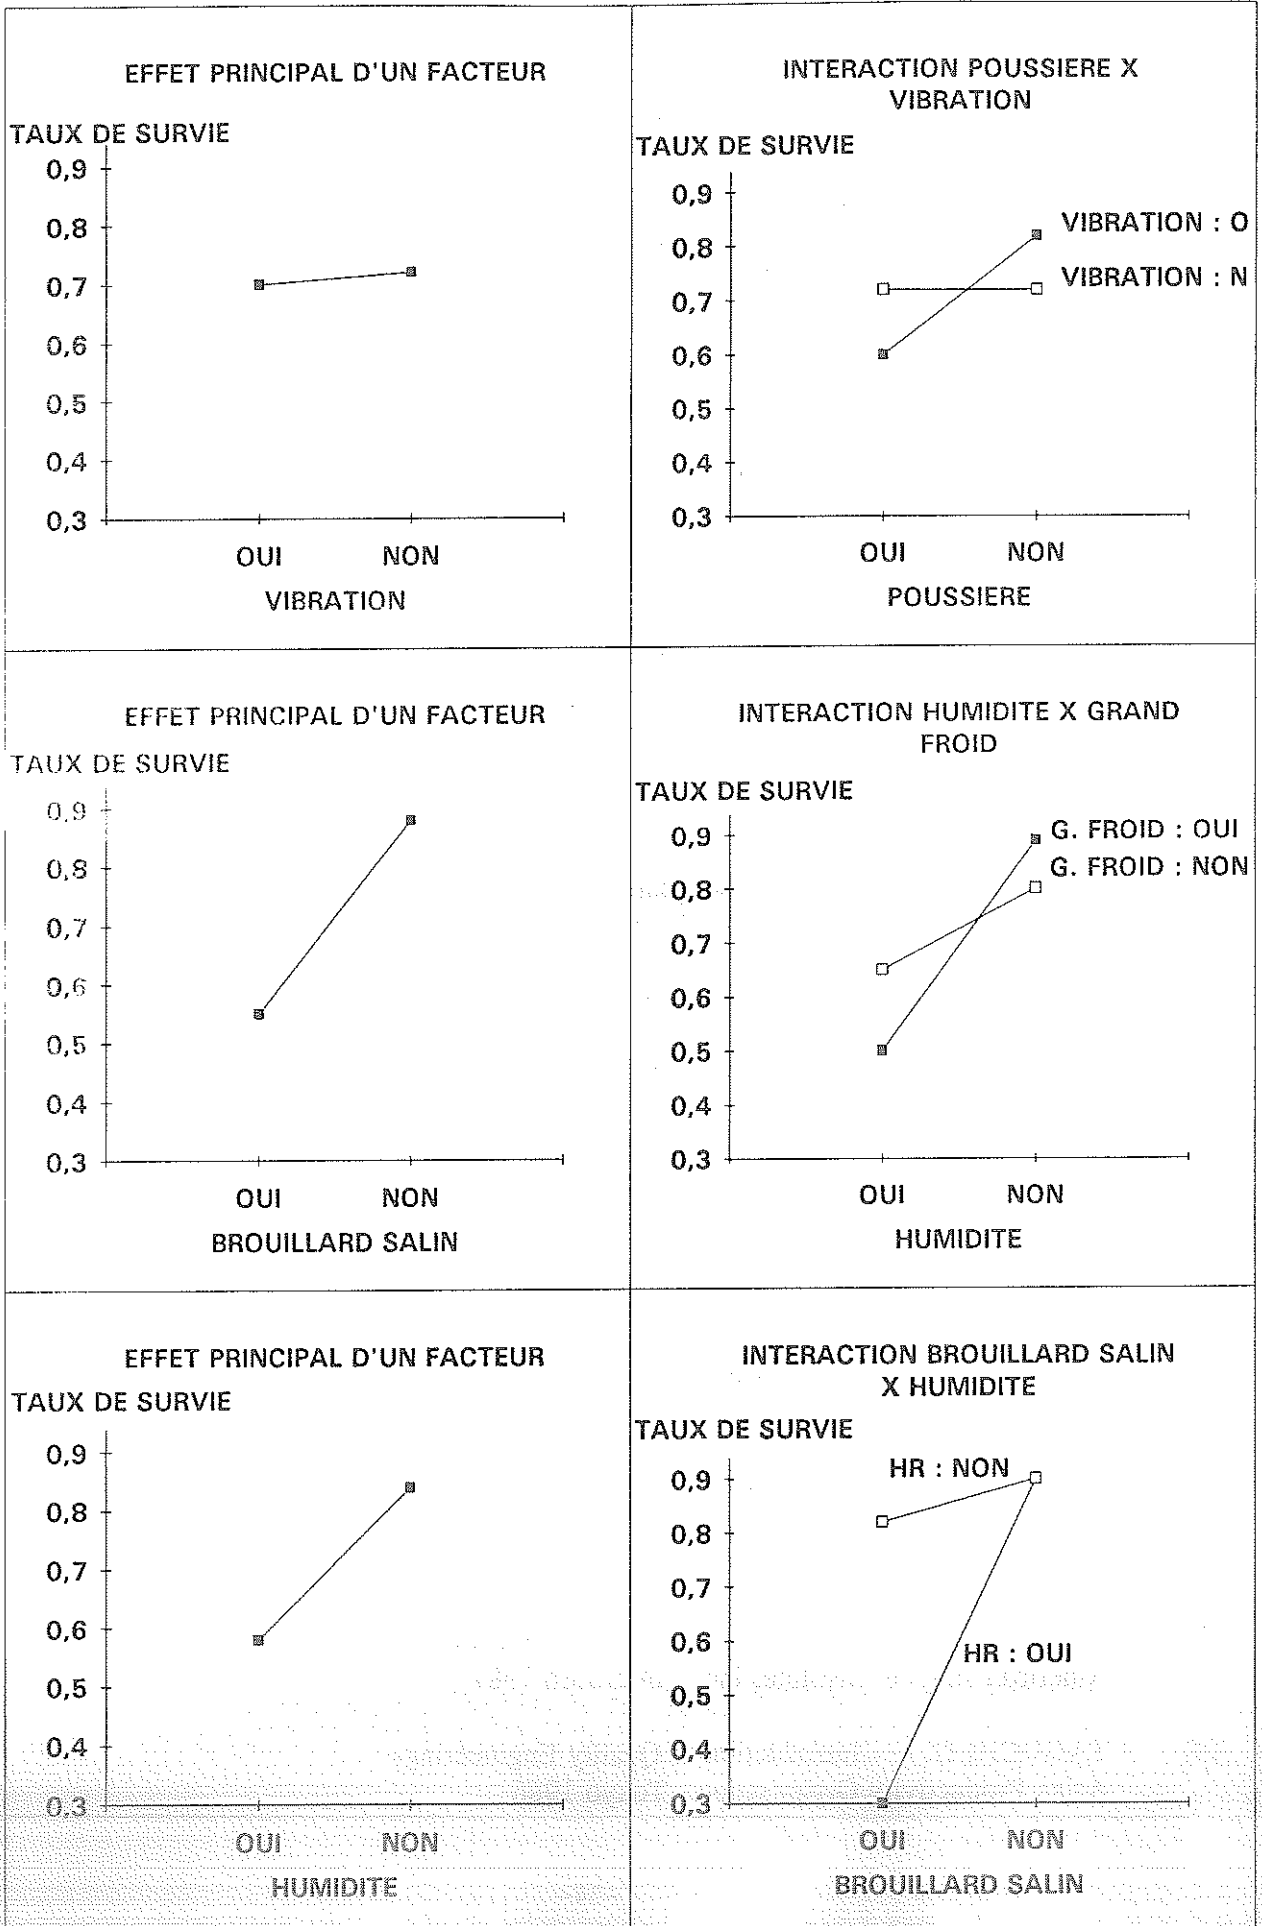 EFFET PRINCIPAL D'UN FACTEUR
TAUX DE SURVIE
0,9
0,8
0,7
0,6
0,5
0,4
0,3
OUI NON
VIBRATION
INTERACTION POUSSIERE X
VIBRATION
TAUX DE SURVIE
0,9
0,8
0,7
0,6
0,5
0,4
0,3
VIBRATION : O
VIBRATION : N
OUI NON
POUSSIERE
EFFET PRINCIPAL D'UN FACTEUR
TAUX DE SURVIE
0,9
0,8
0,7
0,6
0,5
0,4
0,3
OUI NON
BROUILLARD SALIN
INTERACTION HUMIDITE X GRAND
FROID
TAUX DE SURVIE
0,9
0,8
0,7
0,6
0,5
0,4
0,3
G. FROID : OUI
G. FROID : NON
OUI NON
HUMIDITE
EFFET PRINCIPAL D'UN FACTEUR
TAUX DE SURVIE
0,9
0,8
0,7
0,6
0,5
0,4
0,3
OUI NON
HUMIDITE
INTERACTION BROUILLARD SALIN
X HUMIDITE
TAUX DE SURVIE
0,9
0,8
0,7
0,6
0,5
0,4
0,3
HR : NON
HR : OUI
OUI NON
BROUILLARD SALIN